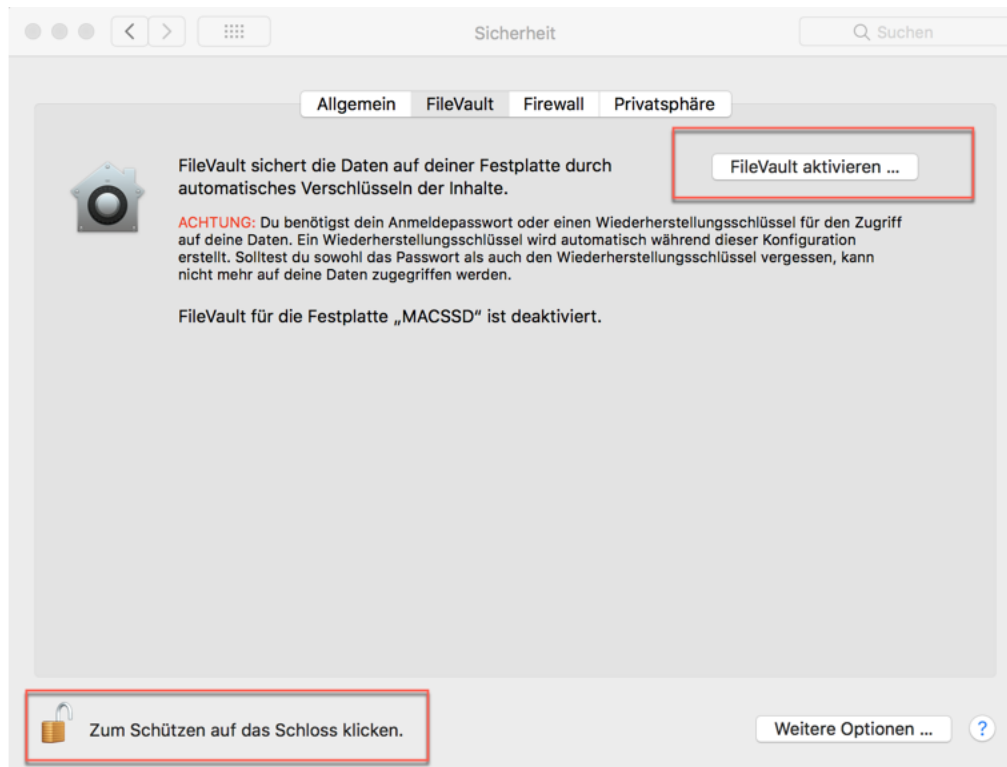 Sicherheit
Suchen
Allgemein
FileVault
Firewall
Privatsphäre
FileVault sichert die Daten auf deiner Festplatte durch
automatisches Verschlüsseln der Inhalte.
FileVault aktivieren ...
ACHTUNG: Du benötigst dein Anmeldepasswort oder einen Wiederherstellungsschlüssel für den Zugriff
auf deine Daten. Ein Wiederherstellungsschlüssel wird automatisch während dieser Konfiguration
erstellt. Solltest du sowohl das Passwort als auch den Wiederherstellungsschlüssel vergessen, kann
nicht mehr auf deine Daten zugegriffen werden.
FileVault für die Festplatte „MACSSD“ ist deaktiviert.
Zum Schützen auf das Schloss klicken.
Weitere Optionen ...
?